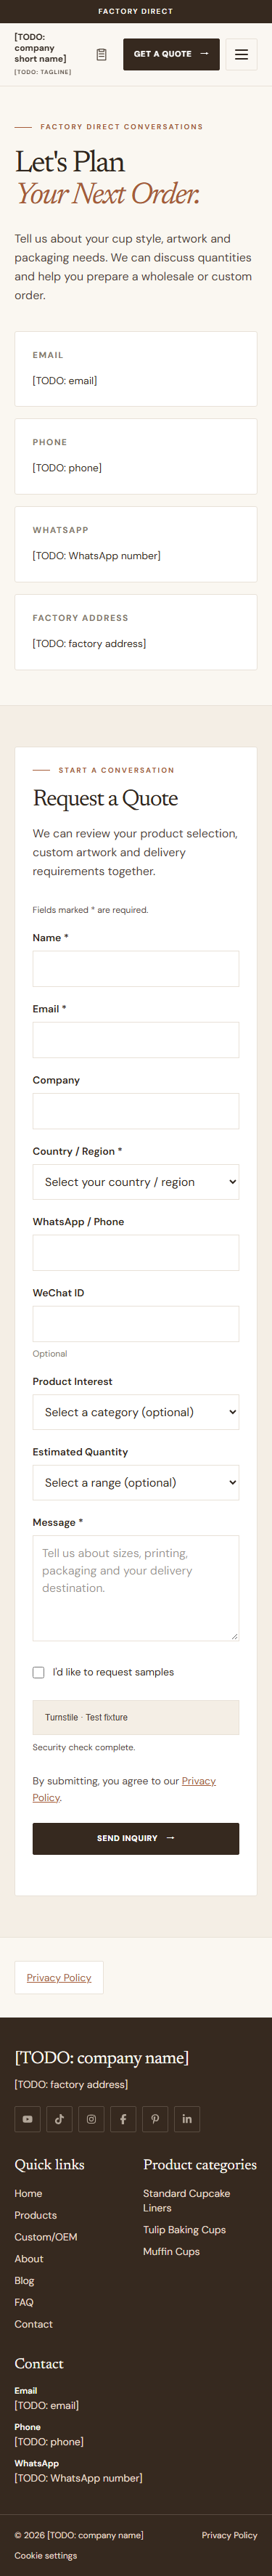 FACTORY DIRECT
[TODO:
company
short name]
[TODO: TAGLINE]
GET A QUOTE →
FACTORY DIRECT CONVERSATIONS
Let's Plan
Your Next Order.
Tell us about your cup style, artwork and
packaging needs. We can discuss quantities
and help you prepare a wholesale or custom
order.
EMAIL
[TODO: email]
PHONE
[TODO: phone]
WHATSAPP
[TODO: WhatsApp number]
FACTORY ADDRESS
[TODO: factory address]
START A CONVERSATION
Request a Quote
We can review your product selection,
custom artwork and delivery
requirements together.
Fields marked * are required.
Name *
Email *
Company
Country / Region *
Select your country / region
WhatsApp / Phone
WeChat ID
Optional
Product Interest
Select a category (optional)
Estimated Quantity
Select a range (optional)
Message *
Tell us about sizes, printing,
packaging and your delivery
destination.
I'd like to request samples
Turnstile · Test fixture
Security check complete.
By submitting, you agree to our Privacy
Policy.
SEND INQUIRY →
Privacy Policy
[TODO: company name]
[TODO: factory address]
Quick links
Home
Products
Custom/OEM
About
Blog
FAQ
Contact
Product categories
Standard Cupcake
Liners
Tulip Baking Cups
Muffin Cups
Contact
Email
[TODO: email]
Phone
[TODO: phone]
WhatsApp
[TODO: WhatsApp number]
© 2026 [TODO: company name]
Privacy Policy
Cookie settings